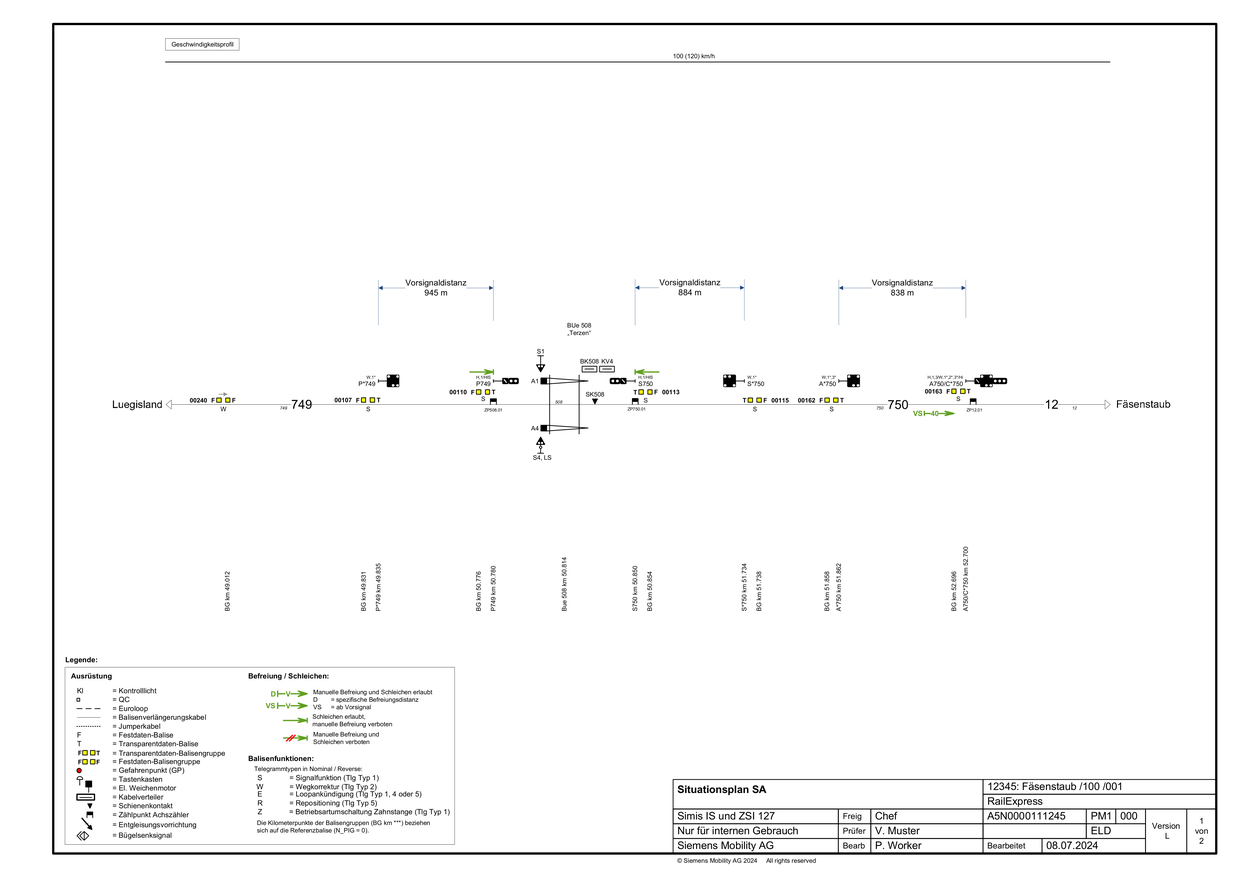 Geschwindigkeitsprofil
100 (120) km/h
Vorsignaldistanz
945 m
Vorsignaldistanz
884 m
Vorsignaldistanz
838 m
BUe 508
„Terzen"
S1
BK508 KV4
W,1*
P*749
H,1/HS
P749
A1
H,1/HS
S750
W,1*
S*750
W,1*,3*
A*750
A750/C*750
00240 F F
W
00107 F T
S
00110 F T
S
SK508
T F 00113
S
T F 00115
S
00162 F T
S
00163 F T
S
Luegisland
749
749
ZP508.01
508
ZP750.01
750
750
VS 40
ZP12.01
12
12
Fäsenstaub
A4
S4, LS
BG km 49.012
BG km 49.831
P*749 km 49.835
BG km 50.776
P749 km 50.780
Bue 508 km 50.814
S750 km 50.850
BG km 50.854
S*750 km 51.734
BG km 51.738
BG km 51.858
A*750 km 51.862
BG km 52.696
A750/C*750 km 52.700
Legende:
Ausrüstung
KI = Kontrolllicht
= QC
= Euroloop
= Balisenverlängerungskabel
= Jumperkabel
F = Festdaten-Balise
T = Transparentdaten-Balise
F T = Transparentdaten-Balisengruppe
F F = Festdaten-Balisengruppe
= Gefahrenpunkt (GP)
= Tastenkasten
= El. Weichenmotor
= Kabelverteiler
= Schienenkontakt
= Zählpunkt Achszähler
= Entgleisungsvorrichtung
= Bügelsenksignal
Befreiung / Schleichen:
D V Manuelle Befreiung und Schleichen erlaubt
D = spezifische Befreiungsdistanz
VS V VS = ab Vorsignal
Schleichen erlaubt,
manuelle Befreiung verboten
Manuelle Befreiung und
Schleichen verboten
Balisenfunktionen:
Telegrammtypen in Nominal / Reverse:
S = Signalfunktion (Tlg Typ 1)
W = Wegkorrektur (Tlg Typ 2)
E = Loopankündigung (Tlg Typ 1, 4 oder 5)
R = Repositioning (Tlg Typ 5)
Z = Betriebsartumschaltung Zahnstange (Tlg Typ 1)
Die Kilometerpunkte der Balisengruppen (BG km ***) beziehen
sich auf die Referenzbalise (N_PIG = 0).
Situationsplan SA
12345: Fäsenstaub /100 /001
RailExpress
Simis IS und ZSI 127
Freig Chef
A5N0000111245 PM1 000
Nur für internen Gebrauch
Prüfer V. Muster
ELD
Siemens Mobility AG
Bearb P. Worker
Bearbeitet 08.07.2024
Version
L
1
von
2
© Siemens Mobility AG 2024 All rights reserved